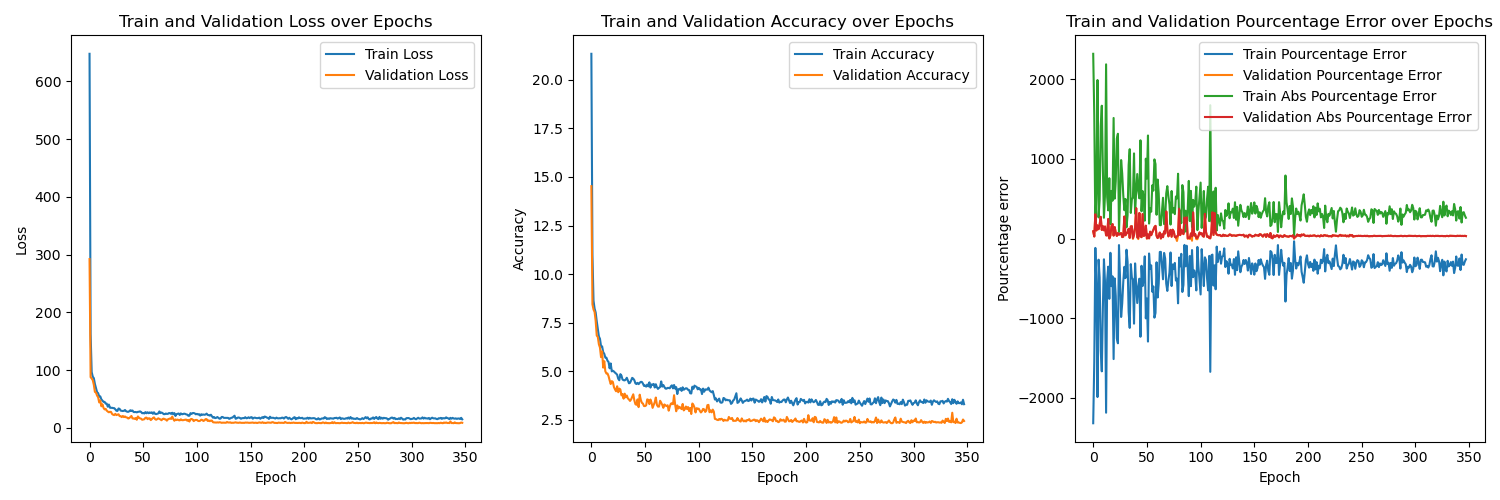 Train and Validation Loss over Epochs
Train Loss
Validation Loss
600
500
400
300
200
100
0
Loss
0 50 100 150 200 250 300 350
Epoch
Train and Validation Accuracy over Epochs
Train Accuracy
Validation Accuracy
20.0
17.5
15.0
12.5
10.0
7.5
5.0
2.5
Accuracy
0 50 100 150 200 250 300 350
Epoch
Train and Validation Pourcentage Error over Epochs
Train Pourcentage Error
Validation Pourcentage Error
Train Abs Pourcentage Error
Validation Abs Pourcentage Error
2000
1000
0
−1000
−2000
Pourcentage error
0 50 100 150 200 250 300 350
Epoch